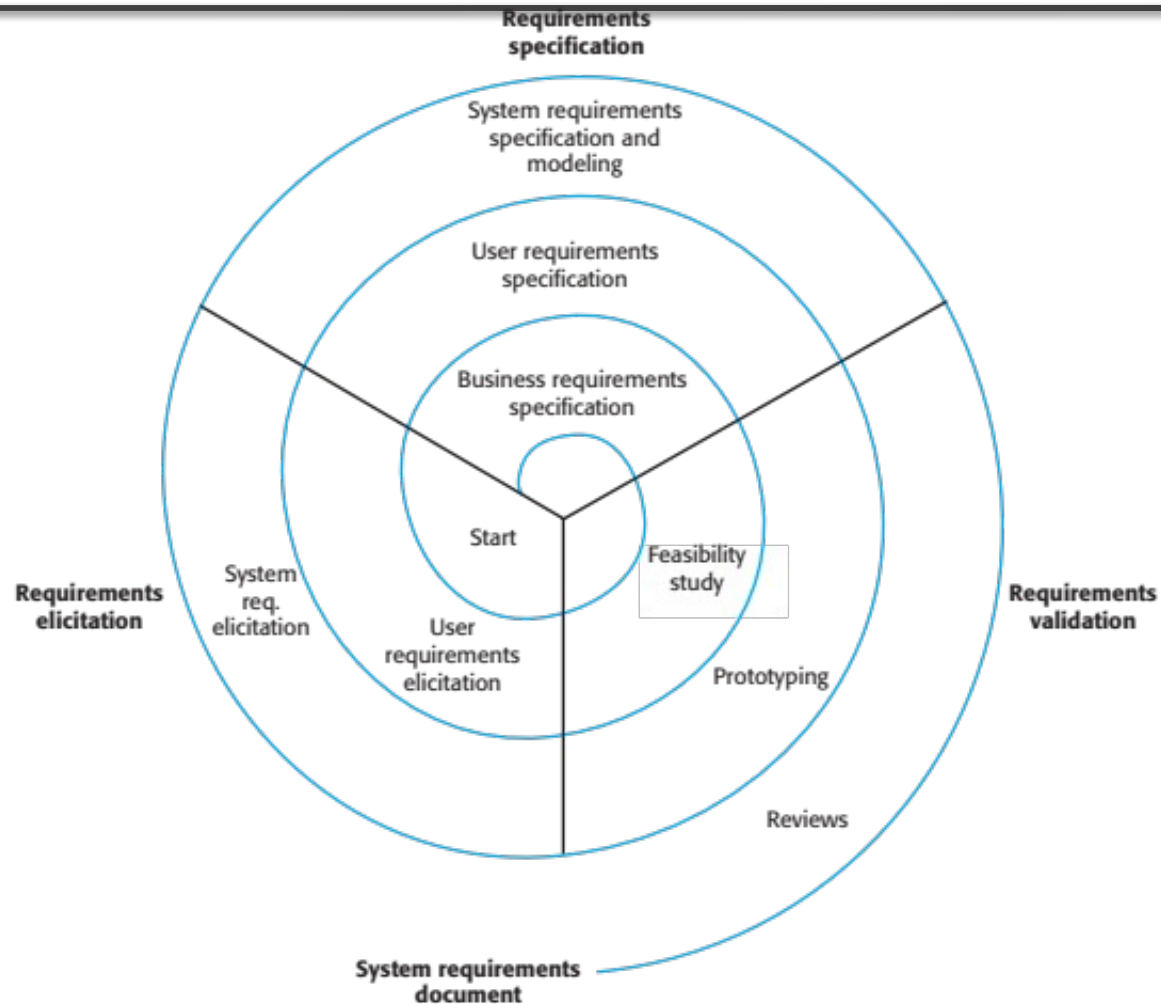 Requirements
specification
System requirements
specification and
modeling
User requirements
specification
Business requirements
specification
Start
Feasibility
study
System
req.
elicitation
Requirements
elicitation
Requirements
validation
User
requirements
elicitation
Prototyping
Reviews
System requirements
document